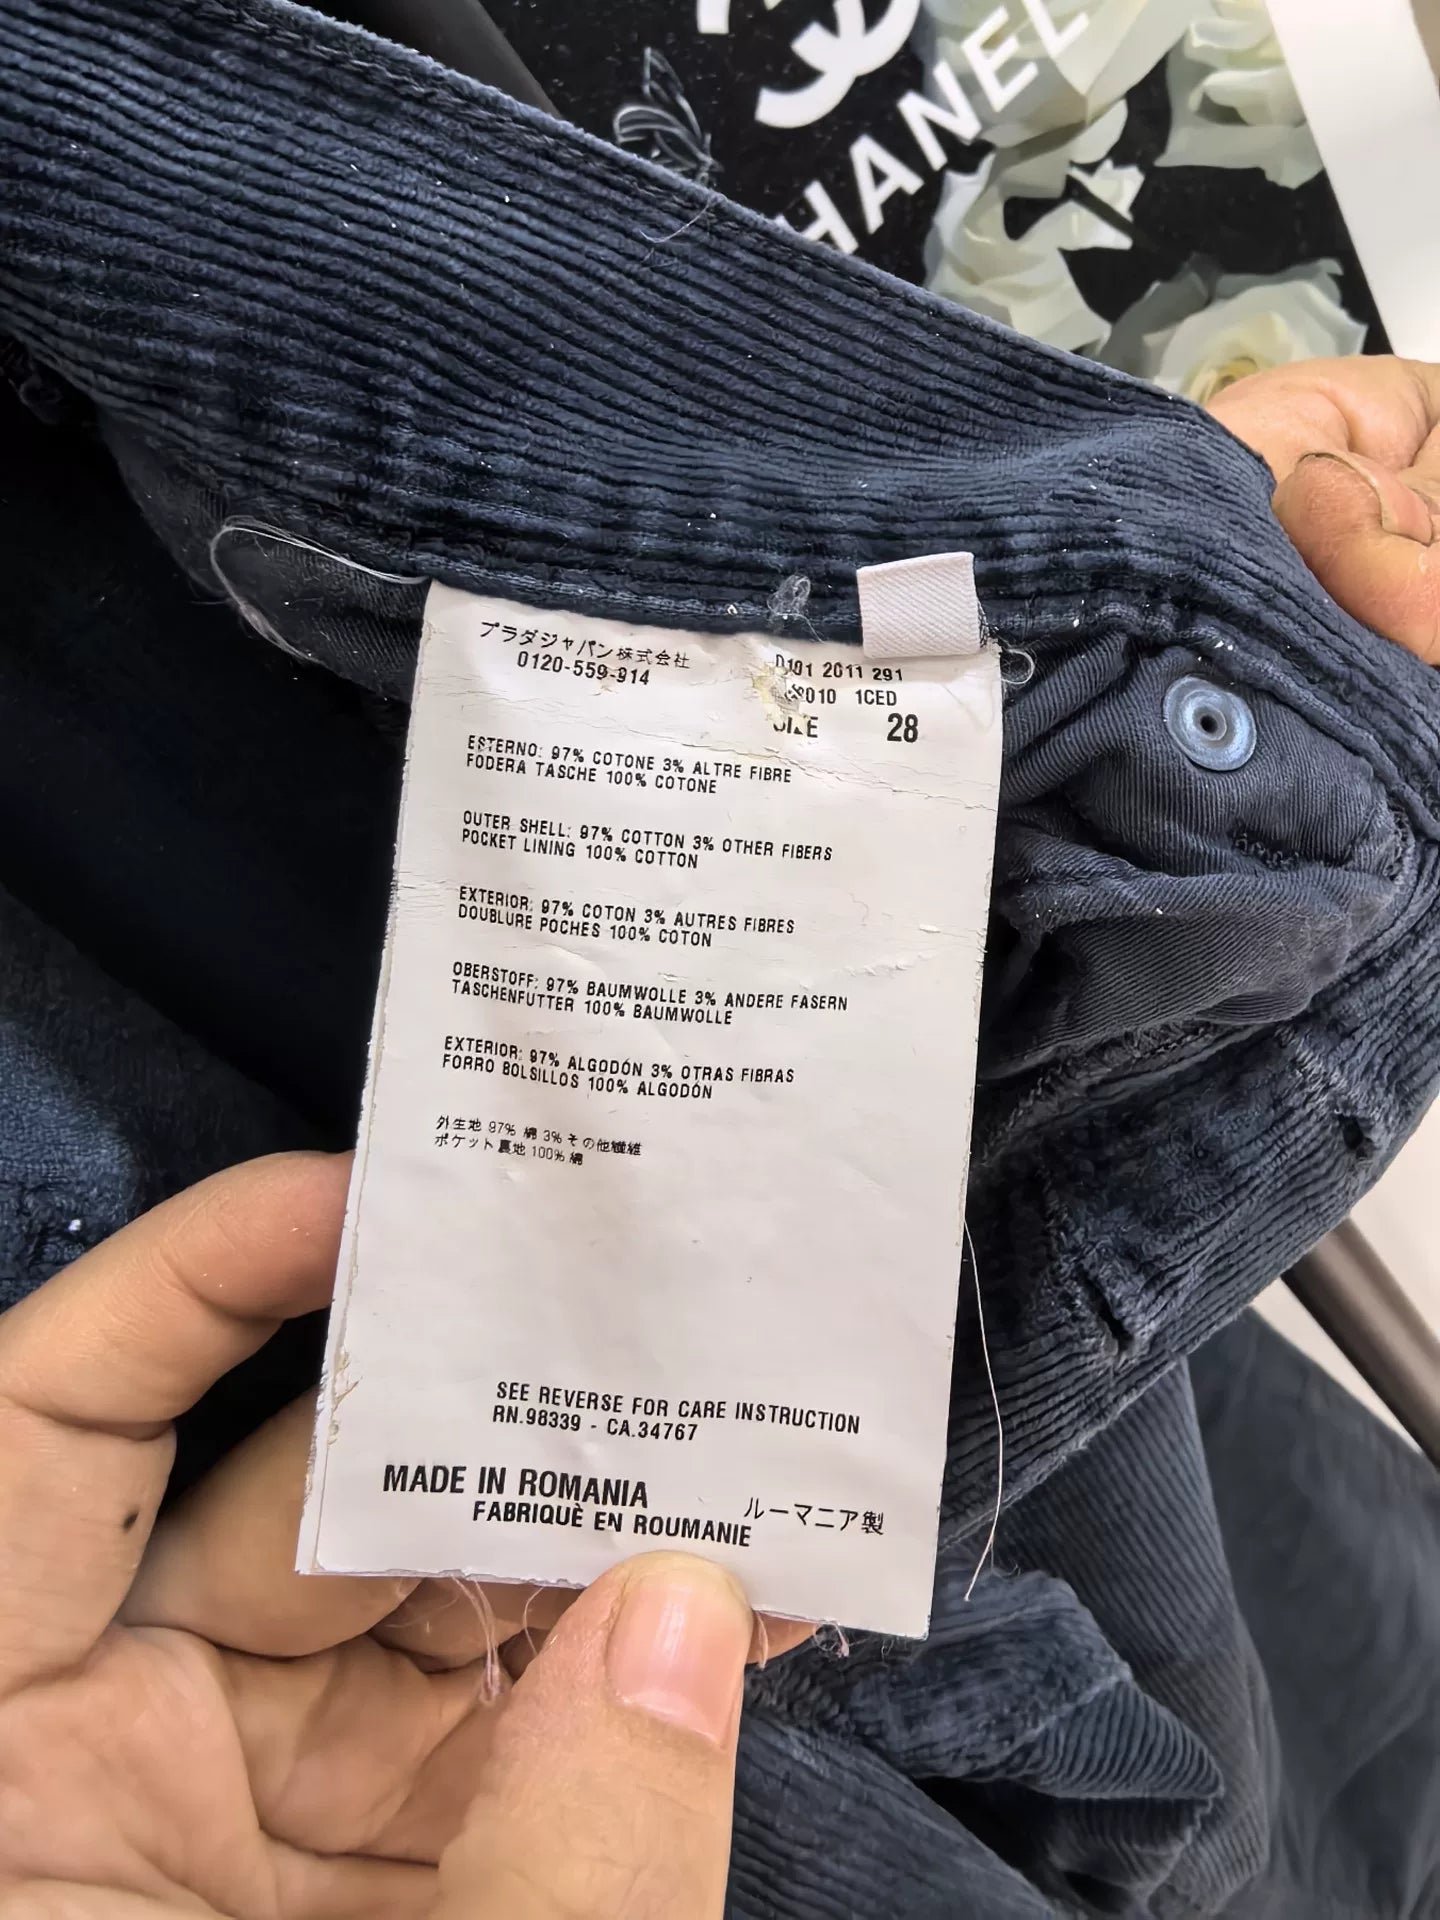 CHANEL
プラダジャパン株式会社
0120-559-914
D101 2011 291
010 1CED
SIZE 28
ESTERNO: 97% COTONE 3% ALTRE FIBRE
FODERA TASCHE 100% COTONE
OUTER SHELL: 97% COTTON 3% OTHER FIBERS
POCKET LINING 100% COTTON
EXTERIOR: 97% COTON 3% AUTRES FIBRES
DOUBLURE POCHES 100% COTON
OBERSTOFF: 97% BAUMWOLLE 3% ANDERE FASERN
TASCHENFUTTER 100% BAUMWOLLE
EXTERIOR: 97% ALGODÓN 3% OTRAS FIBRAS
FORRO BOLSILLOS 100% ALGODÓN
外生地 97% 綿 3% その他繊維
ポケット裏地 100% 綿
SEE REVERSE FOR CARE INSTRUCTION
RN.98339 - CA.34767
MADE IN ROMANIA
FABRIQUÈ EN ROUMANIE
ルーマニア製